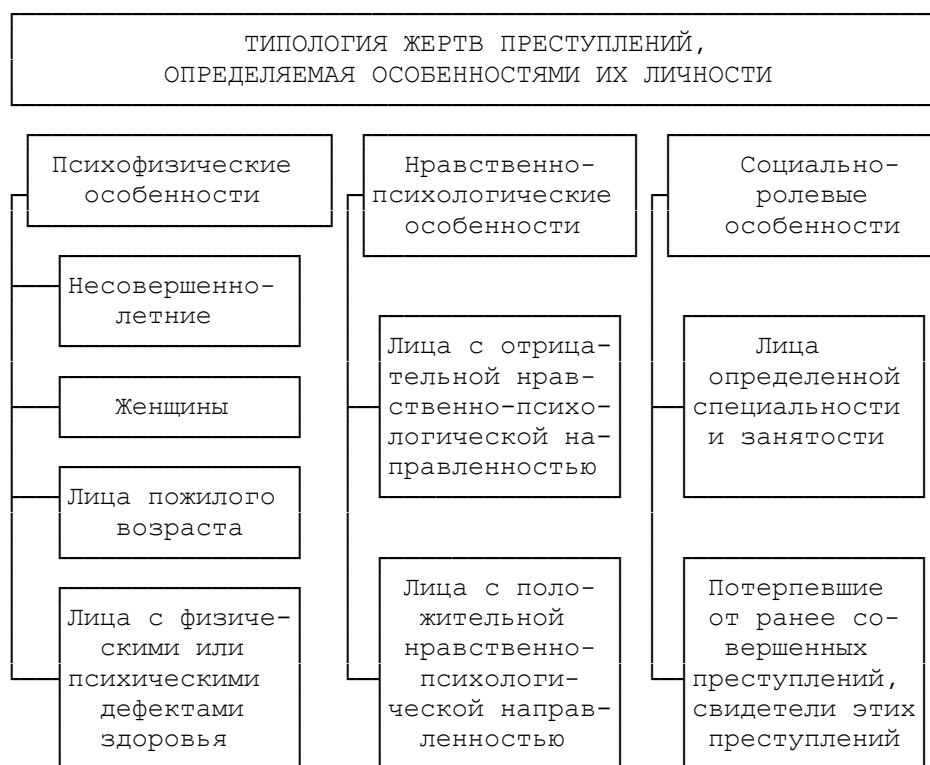 ТИПОЛОГИЯ ЖЕРТВ ПРЕСТУПЛЕНИЙ,
ОПРЕДЕЛЯЕМАЯ ОСОБЕННОСТЯМИ ИХ ЛИЧНОСТИ
Психофизические
особенности
Несовершенно-
летние
Женщины
Лица пожилого
возраста
Лица с физиче-
скими или
психическими
дефектами
здоровья
Нравственно-
психологические
особенности
Лица с отрица-
тельной нрав-
ственно-психо-
логической на-
правленностью
Лица с поло-
жительной
нравственно-
психологи-
ческой направ-
ленностью
Социально-
ролевые
особенности
Лица
определенной
специальности
и занятости
Потерпевшие
от ранее со-
вершенных
преступлений,
свидетели этих
преступлений